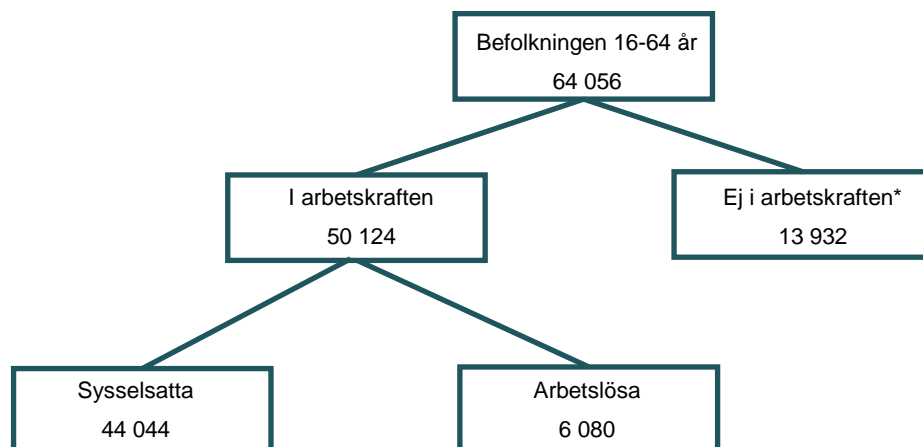 Befolkningen 16-64 år
64 056
I arbetskraften
50 124
Ej i arbetskraften*
13 932
Sysselsatta
44 044
Arbetslösa
6 080